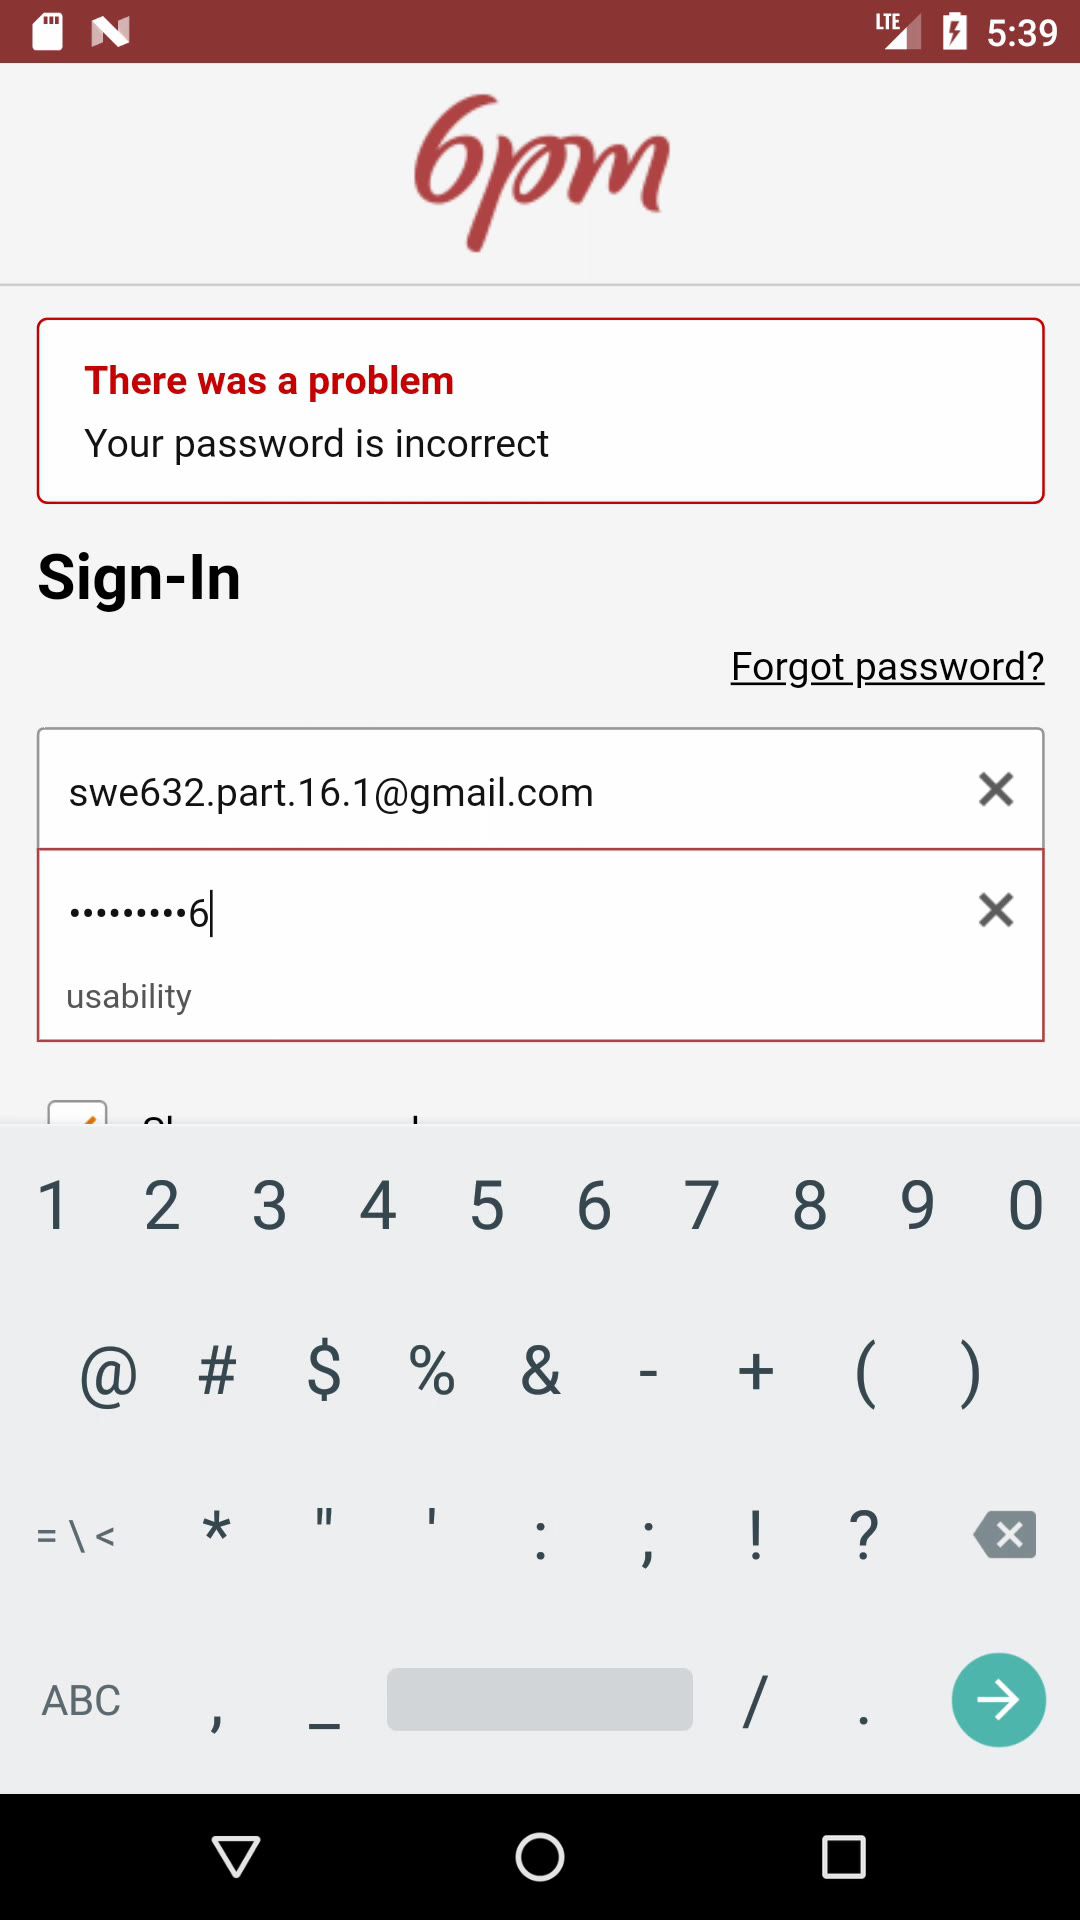 LTE 5:39
6pm
There was a problem
Your password is incorrect
Sign-In
Forgot password?
swe632.part.16.1@gmail.com
•••••••••6
usability
1 2 3 4 5 6 7 8 9 0
@ # $ % & - + ( )
= \ < * " ' : ; ! ?
ABC , _ / .